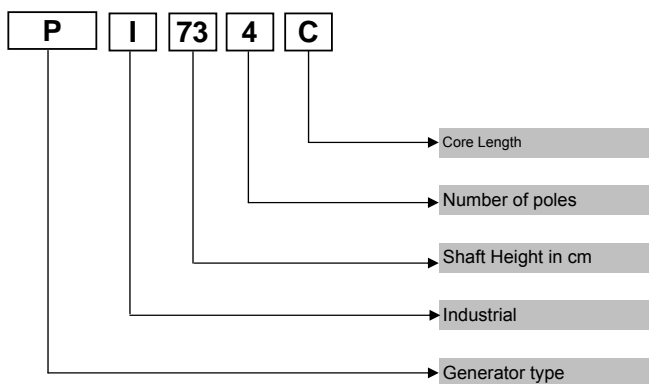 P I 73 4 C
Core Length
Number of poles
Shaft Height in cm
Industrial
Generator type